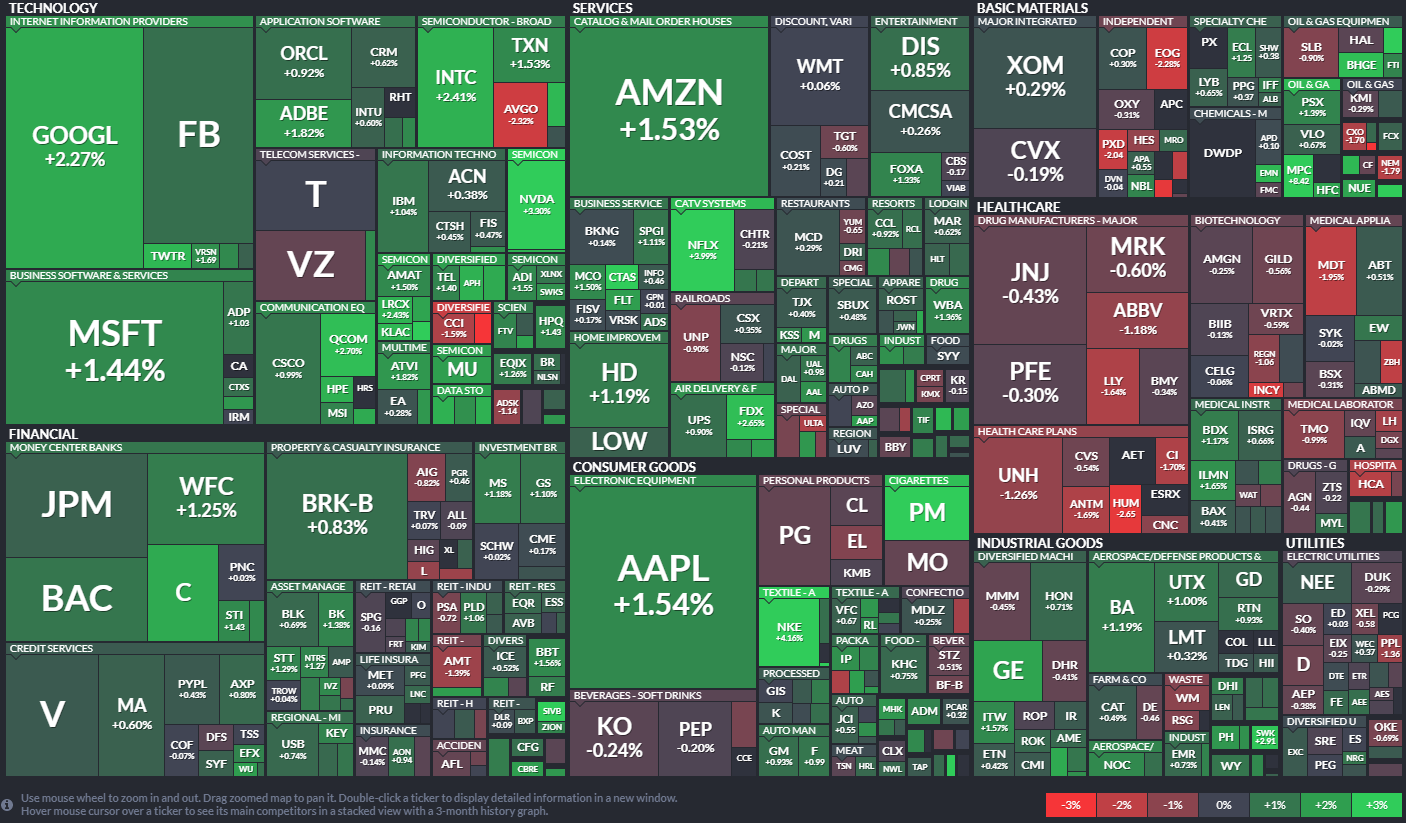 TECHNOLOGY
INTERNET INFORMATION PROVIDERS
GOOGL
+2.27%
FB
TWTR
VRSN
+1.69
APPLICATION SOFTWARE
ORCL
+0.92%
CRM
+0.62%
ADBE
+1.82%
INTU
+0.60%
RHT
SEMICONDUCTOR - BROAD
INTC
+2.41%
TXN
+1.53%
AVGO
-2.32%
TELECOM SERVICES -
T
VZ
INFORMATION TECHNO
IBM
+1.04%
ACN
+0.38%
CTSH
+0.45%
FIS
+0.47%
SEMICON
NVDA
+3.30%
BUSINESS SOFTWARE & SERVICES
MSFT
+1.44%
ADP
+1.03
CA
CTXS
IRM
COMMUNICATION EQ
CSCO
+0.99%
QCOM
+2.70%
HPE
HRS
MSI
SEMICON
AMAT
+1.50%
LRCX
+2.43%
KLAC
DIVERSIFIED
TEL
+1.40
APH
SEMICON
ADI
+1.55
XLNX
SWKS
DIVERSIFIE
CCI
-1.59%
SCIEN
FTV
HPQ
+1.43
MULTIME
ATVI
+1.82%
EA
+0.28%
SEMICON
MU
DATA STO
EQIX
+1.26%
BR
NLSN
ADSK
-1.14
FINANCIAL
MONEY CENTER BANKS
JPM
WFC
+1.25%
BAC
C
PNC
+0.03%
STI
+1.43
PROPERTY & CASUALTY INSURANCE
BRK-B
+0.83%
AIG
-0.82%
PGR
+0.46
TRV
+0.07%
ALL
-0.09
HIG
XL
L
INVESTMENT BR
MS
+1.18%
GS
+1.10%
SCHW
+0.02%
CME
+0.17%
CREDIT SERVICES
V
MA
+0.60%
PYPL
+0.43%
AXP
+0.80%
COF
-0.07%
DFS
TSS
SYF
EFX
WU
ASSET MANAGE
BLK
+0.69%
BK
+1.38%
STT
+1.29%
NTRS
+1.27
AMP
TROW
+0.04%
IVZ
REGIONAL - MI
USB
+0.74%
KEY
REIT - RETAI
SPG
-0.16
GGP
O
FRT
KIM
LIFE INSURA
MET
+0.09%
PFG
LNC
PRU
INSURANCE
MMC
-0.14%
AON
+0.94
REIT - INDU
PSA
-0.72
PLD
+1.06
REIT - RES
EQR
ESS
AVB
REIT -
AMT
-1.39%
DIVERS
ICE
+0.52%
BBT
+1.56%
RF
REIT - H
REIT -
DLR
+0.09
BXP
SIVB
ZION
ACCIDEN
AFL
CFG
CBRE
SERVICES
CATALOG & MAIL ORDER HOUSES
AMZN
+1.53%
DISCOUNT, VARI
WMT
+0.06%
COST
+0.21%
TGT
-0.60%
DG
+0.21
ENTERTAINMENT
DIS
+0.85%
CMCSA
+0.26%
FOXA
+1.33%
CBS
-0.17
VIAB
BUSINESS SERVICE
BKNG
+0.14%
SPGI
+1.11%
MCO
+1.50%
CTAS
INFO
+0.46
FLT
GPN
+0.01
FISV
+0.17%
VRSK
ADS
CATV SYSTEMS
NFLX
+3.99%
CHTR
-0.21%
RAILROADS
UNP
-0.90%
CSX
+0.35%
NSC
-0.12%
HOME IMPROVEM
HD
+1.19%
LOW
AIR DELIVERY & F
UPS
+0.90%
FDX
+2.65%
RESTAURANTS
MCD
+0.29%
YUM
-0.65
DRI
CMG
RESORTS
CCL
+0.92%
RCL
LODGIN
MAR
+0.62%
HLT
DEPART
TJX
+0.40%
KSS
M
SPECIAL
SBUX
+0.48%
APPARE
ROST
JWN
DRUG
WBA
+1.36%
MAJOR
DAL
UAL
+0.98
AAL
DRUGS
ABC
CAH
INDUST
FOOD
SYY
AUTO P
AZO
AAP
CPRT
KMX
KR
-0.15
SPECIAL
ULTA
REGION
LUV
TIF
BBY
CONSUMER GOODS
ELECTRONIC EQUIPMENT
AAPL
+1.54%
BEVERAGES - SOFT DRINKS
KO
-0.24%
PEP
-0.20%
CCE
PERSONAL PRODUCTS
PG
CL
EL
KMB
CIGARETTES
PM
MO
TEXTILE - A
NKE
+4.16%
TEXTILE - A
VFC
+0.67
RL
CONFECTIO
MDLZ
+0.25%
PACKA
IP
FOOD -
KHC
+0.75%
BEVER
STZ
-0.51%
BF-B
PROCESSED
GIS
K
AUTO
JCI
+0.55
MHK
ADM
PCAR
+0.32
AUTO MAN
GM
+0.93%
F
+0.99
MEAT
TSN
HRL
CLX
NWL
TAP
BASIC MATERIALS
MAJOR INTEGRATED
XOM
+0.29%
CVX
-0.19%
INDEPENDENT
COP
+0.30%
EOG
-2.28%
OXY
-0.31%
APC
PXD
-2.04
HES
MRO
APA
+0.55
DVN
-0.04
NBL
SPECIALTY CHE
PX
ECL
+1.25
SHW
+0.38
LYB
+0.65%
PPG
+0.37
IFF
ALB
CHEMICALS - M
DWDP
APD
+0.10
EMN
FMC
OIL & GAS EQUIPMEN
SLB
-0.90%
HAL
BHGE
FTI
OIL & GA
PSX
+1.39%
VLO
+0.67%
MPC
+8.42
HFC
OIL & GAS
KMI
-0.29%
CXO
-1.70
FCX
CF
NEM
-1.79
NUE
HEALTHCARE
DRUG MANUFACTURERS - MAJOR
JNJ
-0.43%
MRK
-0.60%
ABBV
-1.18%
PFE
-0.30%
LLY
-1.64%
BMY
-0.34%
BIOTECHNOLOGY
AMGN
-0.25%
GILD
-0.56%
BIIB
-0.13%
VRTX
-0.59%
CELG
-0.06%
REGN
-1.06
INCY
MEDICAL APPLIA
MDT
-1.95%
ABT
+0.51%
SYK
-0.02%
EW
BSX
-0.31%
ZBH
ABMD
HEALTH CARE PLANS
UNH
-1.26%
CVS
-0.54%
AET
CI
-1.70%
ANTM
-1.69%
HUM
-2.65
ESRX
CNC
MEDICAL INSTR
BDX
+1.17%
ISRG
+0.66%
ILMN
+1.65%
WAT
BAX
+0.41%
MEDICAL LABORATOR
TMO
-0.99%
IQV
LH
A
DGX
DRUGS - G
AGN
-0.44
ZTS
-0.22
MYL
HOSPITA
HCA
INDUSTRIAL GOODS
DIVERSIFIED MACHI
MMM
-0.45%
HON
+0.71%
GE
DHR
-0.41%
ITW
+1.57%
ROP
IR
ROK
AME
ETN
+0.42%
CMI
AEROSPACE/DEFENSE PRODUCTS &
BA
+1.19%
UTX
+1.00%
GD
LMT
+0.32%
RTN
+0.93%
COL
LLL
TDG
HII
FARM & CO
CAT
+0.49%
DE
-0.46
AEROSPACE/
NOC
WASTE
WM
RSG
INDUST
EMR
+0.73%
DHI
LEN
PH
SWK
+2.91
WY
UTILITIES
ELECTRIC UTILITIES
NEE
DUK
-0.29%
SO
-0.40%
ED
+0.03
XEL
-0.58
PCG
D
EIX
-0.25
WEC
+0.37
PPL
-1.36
AEP
-0.38%
DTE
ETR
FE
AEE
AES
DIVERSIFIED U
EXC
SRE
ES
PEG
NRG
OKE
-0.69%
Use mouse wheel to zoom in and out. Drag zoomed map to pan it. Double-click a ticker to display detailed information in a new window.
Hover mouse cursor over a ticker to see its main competitors in a stacked view with a 3-month history graph.
-3% -2% -1% 0% +1% +2% +3%